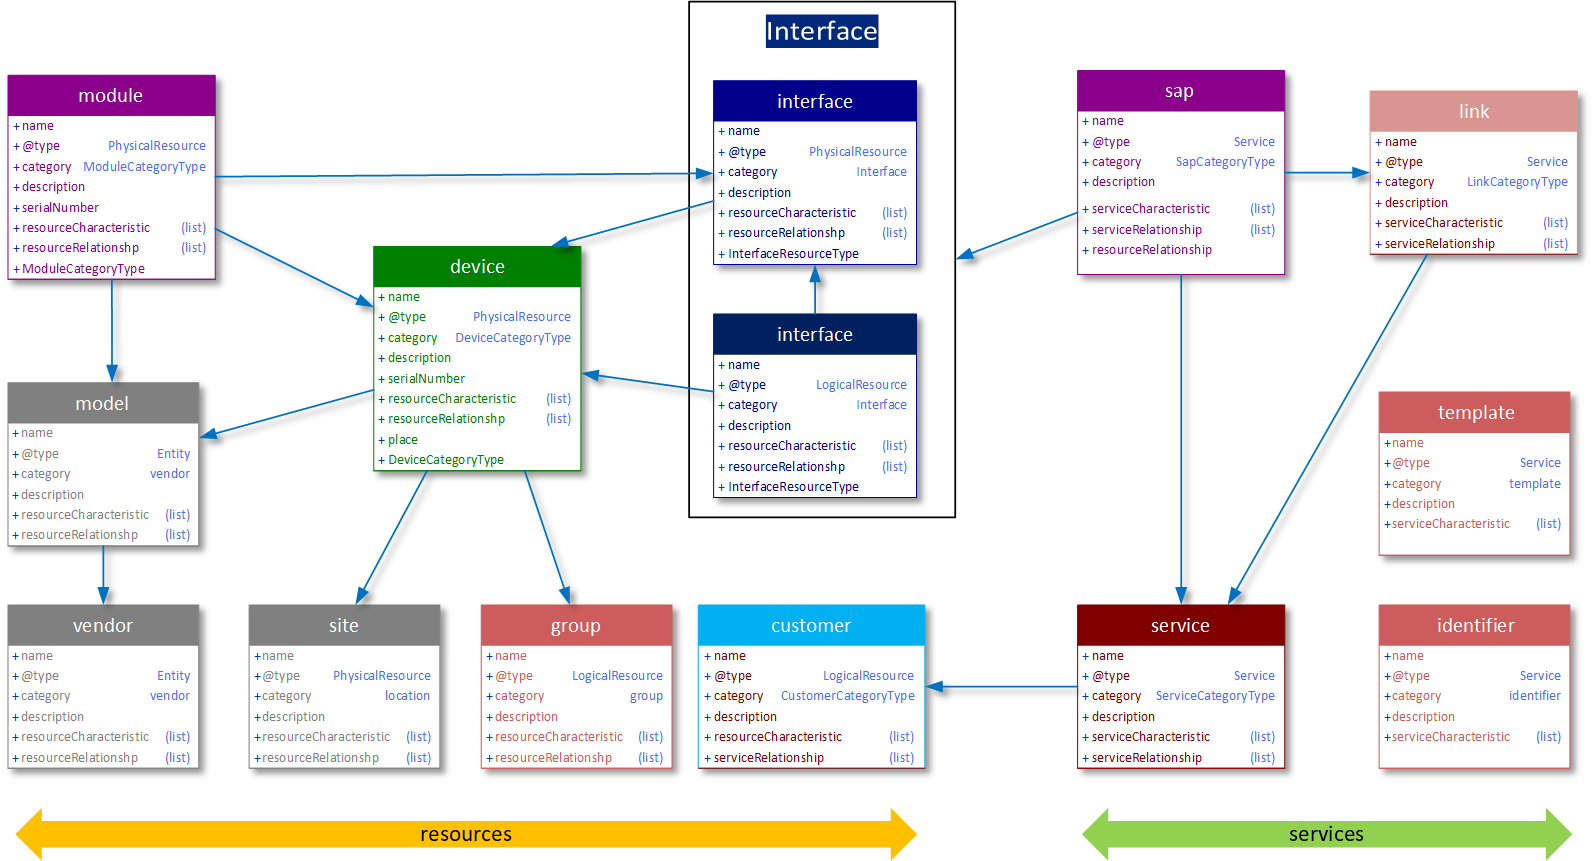 Interface
module
+ name
+ @type PhysicalResource
+ category ModuleCategoryType
+ description
+ serialNumber
+ resourceCharacteristic (list)
+ resourceRelationshp (list)
+ ModuleCategoryType
interface
+ name
+ @type PhysicalResource
+ category Interface
+ description
+ resourceCharacteristic (list)
+ resourceRelationshp (list)
+ InterfaceResourceType
sap
+ name
+ @type Service
+ category SapCategoryType
+ description
+ serviceCharacteristic (list)
+ serviceRelationship (list)
+ resourceRelationship
link
+ name
+ @type Service
+ category LinkCategoryType
+ description
+ serviceCharacteristic (list)
+ serviceRelationship (list)
device
+ name
+ @type PhysicalResource
+ category DeviceCategoryType
+ description
+ serialNumber
+ resourceCharacteristic (list)
+ resourceRelationshp (list)
+ place
+ DeviceCategoryType
interface
+ name
+ @type LogicalResource
+ category Interface
+ description
+ resourceCharacteristic (list)
+ resourceRelationshp (list)
+ InterfaceResourceType
model
+ name
+ @type Entity
+ category vendor
+ description
+ resourceCharacteristic (list)
+ resourceRelationshp (list)
template
+name
+@type Service
+category template
+description
+serviceCharacteristic (list)
vendor
+ name
+ @type Entity
+ category vendor
+ description
+ resourceCharacteristic (list)
+ resourceRelationshp (list)
site
+name
+@type PhysicalResource
+category location
+description
+resourceCharacteristic (list)
+resourceRelationshp (list)
group
+name
+ @type LogicalResource
+ category group
+description
+resourceCharacteristic (list)
+resourceRelationshp (list)
customer
+ name
+ @type LogicalResource
+ category CustomerCategoryType
+ description
+ resourceCharacteristic (list)
+ serviceRelationship (list)
service
+ name
+ @type Service
+ category ServiceCategoryType
+ description
+ serviceCharacteristic (list)
+ serviceRelationship (list)
identifier
+name
+@type Service
+category identifier
+description
+serviceCharacteristic (list)
resources
services